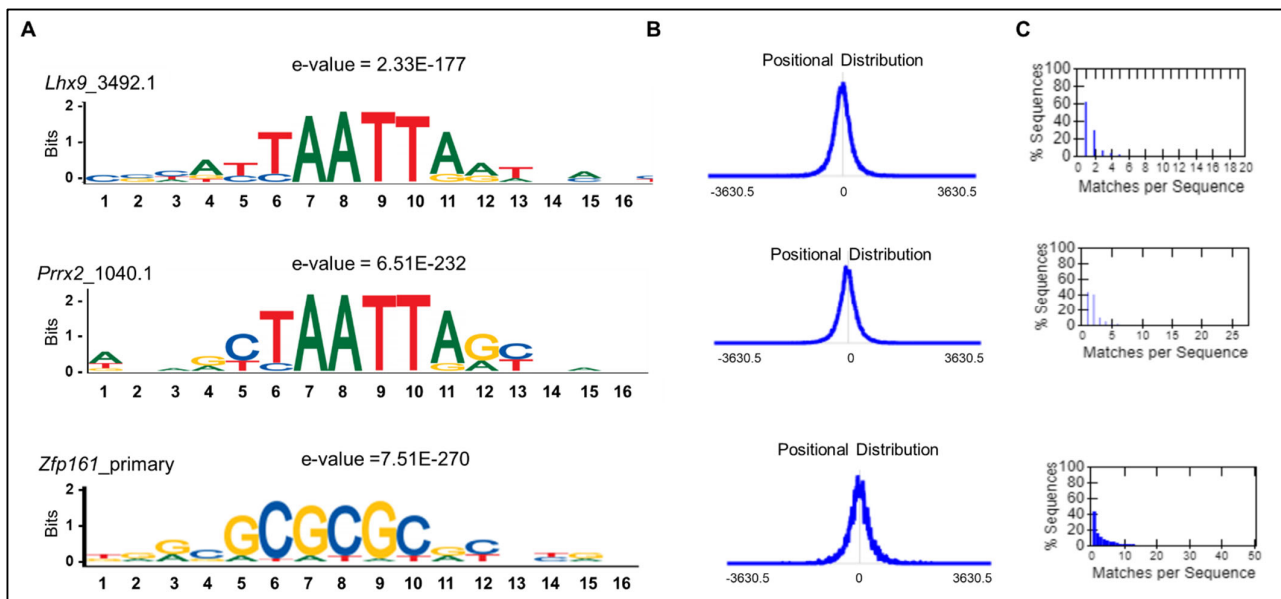 A
B
C
Lhx9_3492.1
e-value = 2.33E-177
Bits
2
1
0
TAATTA
1 2 3 4 5 6 7 8 9 10 11 12 13 14 15 16
Positional Distribution
-3630.5 0 3630.5
% Sequences
100
80
60
40
20
0
0 2 4 6 8 10 12 14 16 18 20
Matches per Sequence
Prrx2_1040.1
e-value = 6.51E-232
Bits
2
1
0
CTAATTAGC
1 2 3 4 5 6 7 8 9 10 11 12 13 14 15 16
Positional Distribution
-3630.5 0 3630.5
% Sequences
100
80
60
40
20
0
0 5 10 15 20 25
Matches per Sequence
Zfp161_primary
e-value =7.51E-270
Bits
2
1
0
GCGCGC
1 2 3 4 5 6 7 8 9 10 11 12 13 14 15 16
Positional Distribution
-3630.5 0 3630.5
% Sequences
100
80
60
40
20
0
0 10 20 30 40 50
Matches per Sequence